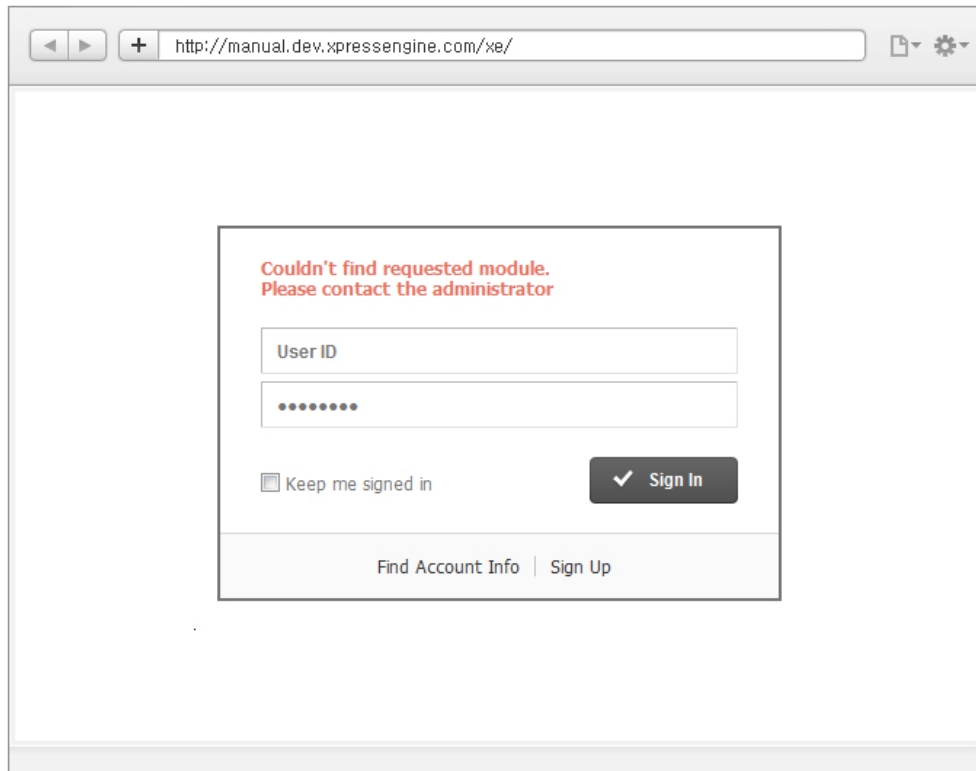 http://manual.dev.xpressengine.com/xe/
Couldn't find requested module.
Please contact the administrator
User ID
••••••••
Keep me signed in
Sign In
Find Account Info | Sign Up
.